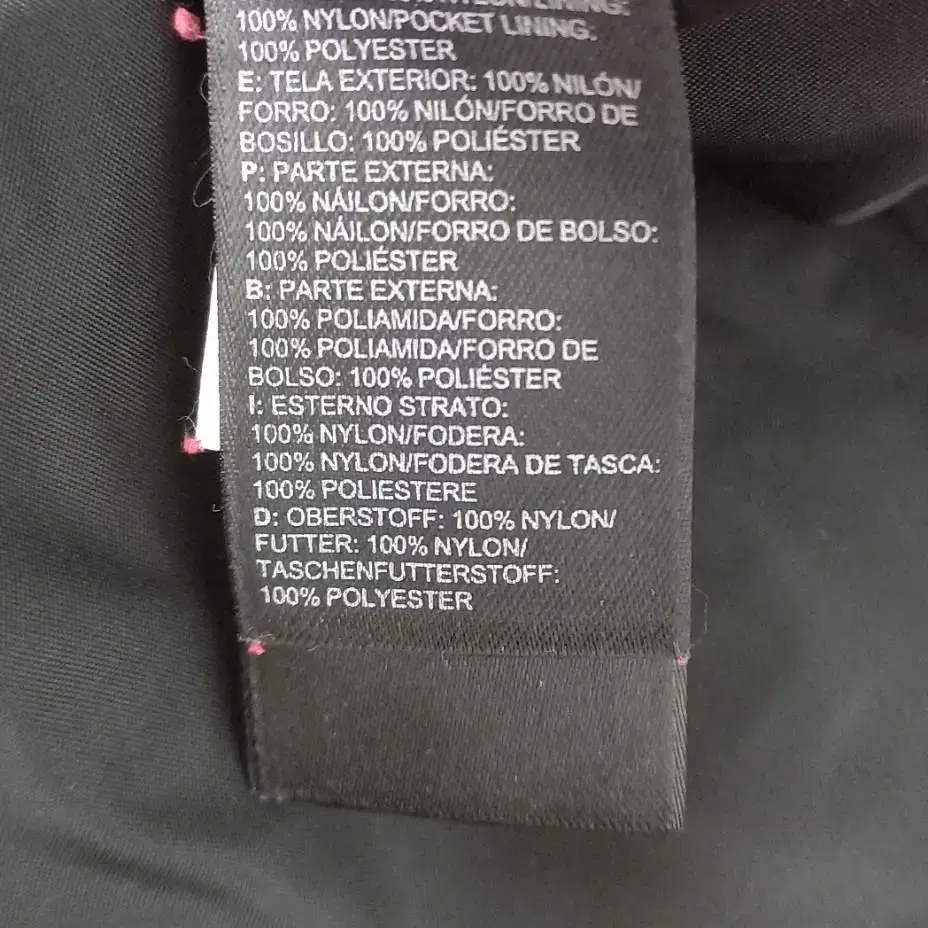 NYLON/LINING:
100% NYLON/POCKET LINING:
100% POLYESTER
E: TELA EXTERIOR: 100% NILÓN/
FORRO: 100% NILÓN/FORRO DE
BOSILLO: 100% POLIÉSTER
P: PARTE EXTERNA:
100% NÁILON/FORRO:
100% NÁILON/FORRO DE BOLSO:
100% POLIÉSTER
B: PARTE EXTERNA:
100% POLIAMIDA/FORRO:
100% POLIAMIDA/FORRO DE
BOLSO: 100% POLIÉSTER
I: ESTERNO STRATO:
100% NYLON/FODERA:
100% NYLON/FODERA DE TASCA:
100% POLIESTERE
D: OBERSTOFF: 100% NYLON/
FUTTER: 100% NYLON/
TASCHENFUTTERSTOFF:
100% POLYESTER